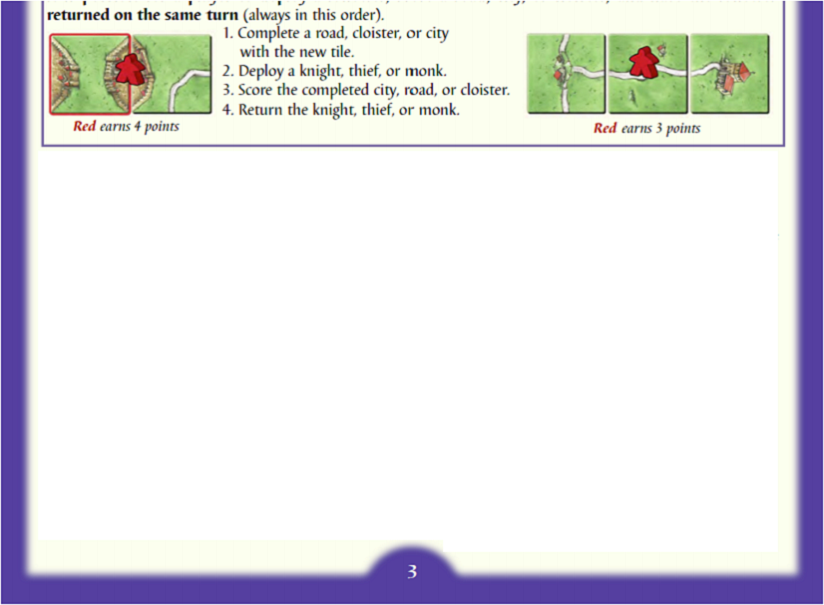 returned on the same turn (always in this order).
1. Complete a road, cloister, or city
with the new tile.
2. Deploy a knight, thief, or monk.
3. Score the completed city, road, or cloister.
4. Return the knight, thief, or monk.
Red earns 4 points
Red earns 3 points
3